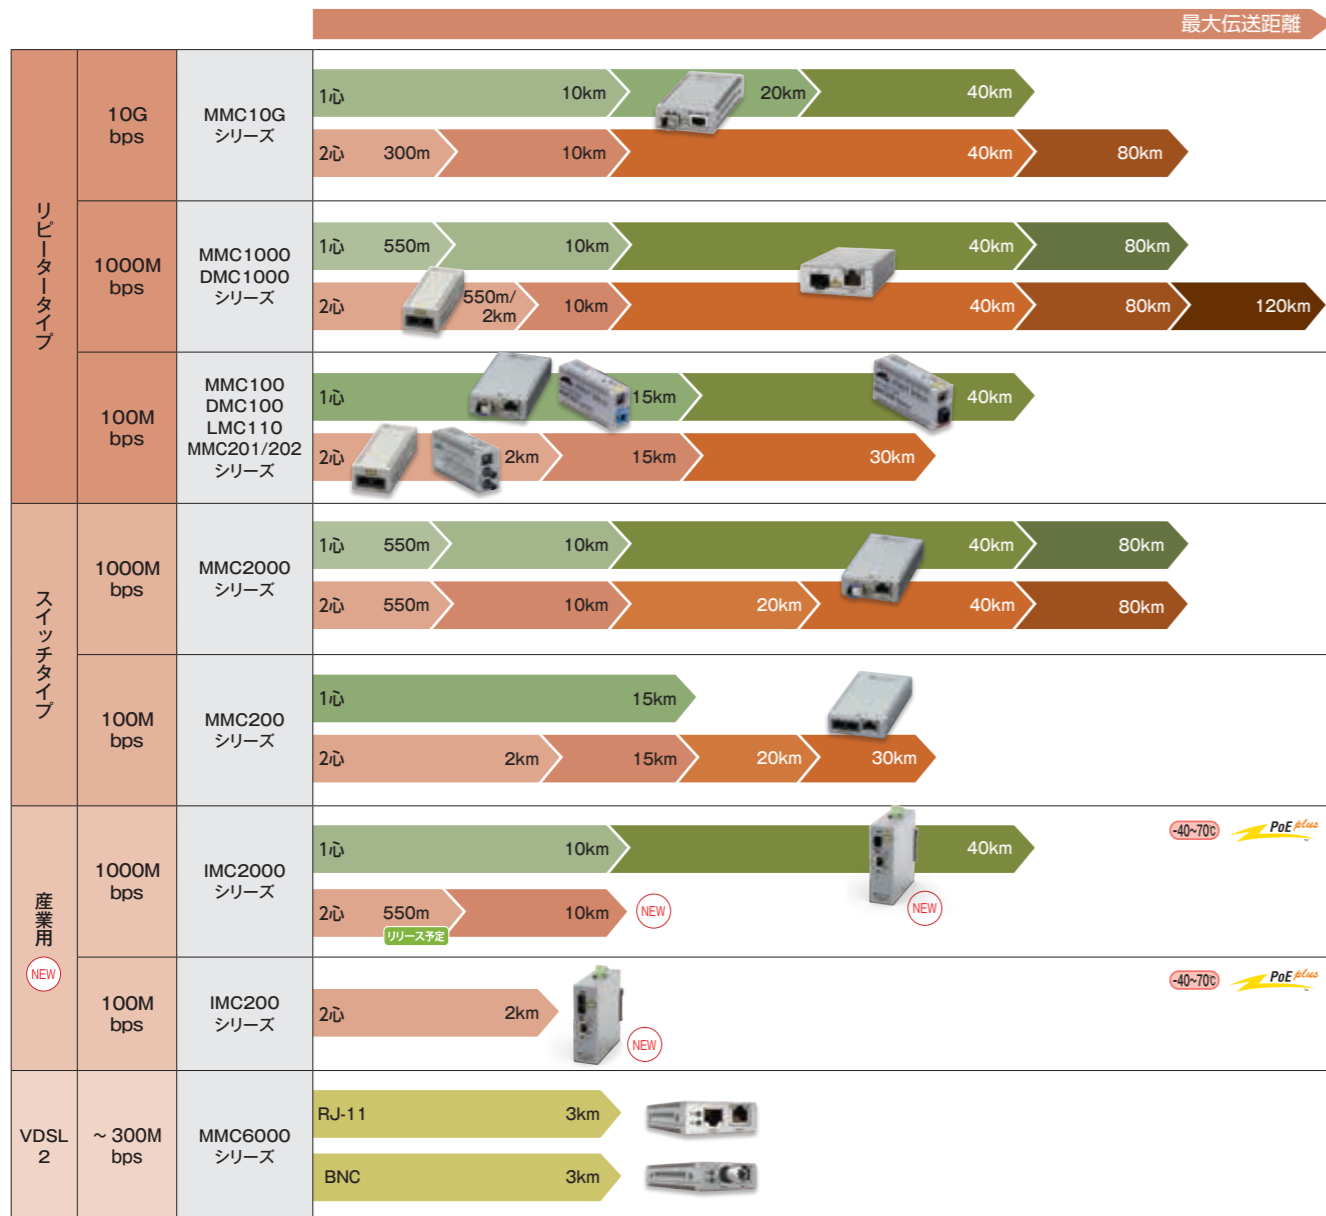 最大伝送距離
リピータータイプ
10G
bps
MMC10G
シリーズ
1心 10km 20km 40km
2心 300m 10km 40km 80km
1000M
bps
MMC1000
DMC1000
シリーズ
1心 550m 10km 40km 80km
2心 550m/
2km 10km 40km 80km 120km
100M
bps
MMC100
DMC100
LMC110
MMC201/202
シリーズ
1心 15km 40km
2心 2km 15km 30km
スイッチタイプ
1000M
bps
MMC2000
シリーズ
1心 550m 10km 40km 80km
2心 550m 10km 20km 40km 80km
100M
bps
MMC200
シリーズ
1心 15km
2心 2km 15km 20km 30km
産業用
NEW
1000M
bps
IMC2000
シリーズ
1心 10km 40km
-40~70℃ PoE plus
NEW
2心 550m 10km NEW
リリース予定
100M
bps
IMC200
シリーズ
2心 2km
NEW
-40~70℃ PoE plus
VDSL
2
～300M
bps
MMC6000
シリーズ
RJ-11 3km
BNC 3km